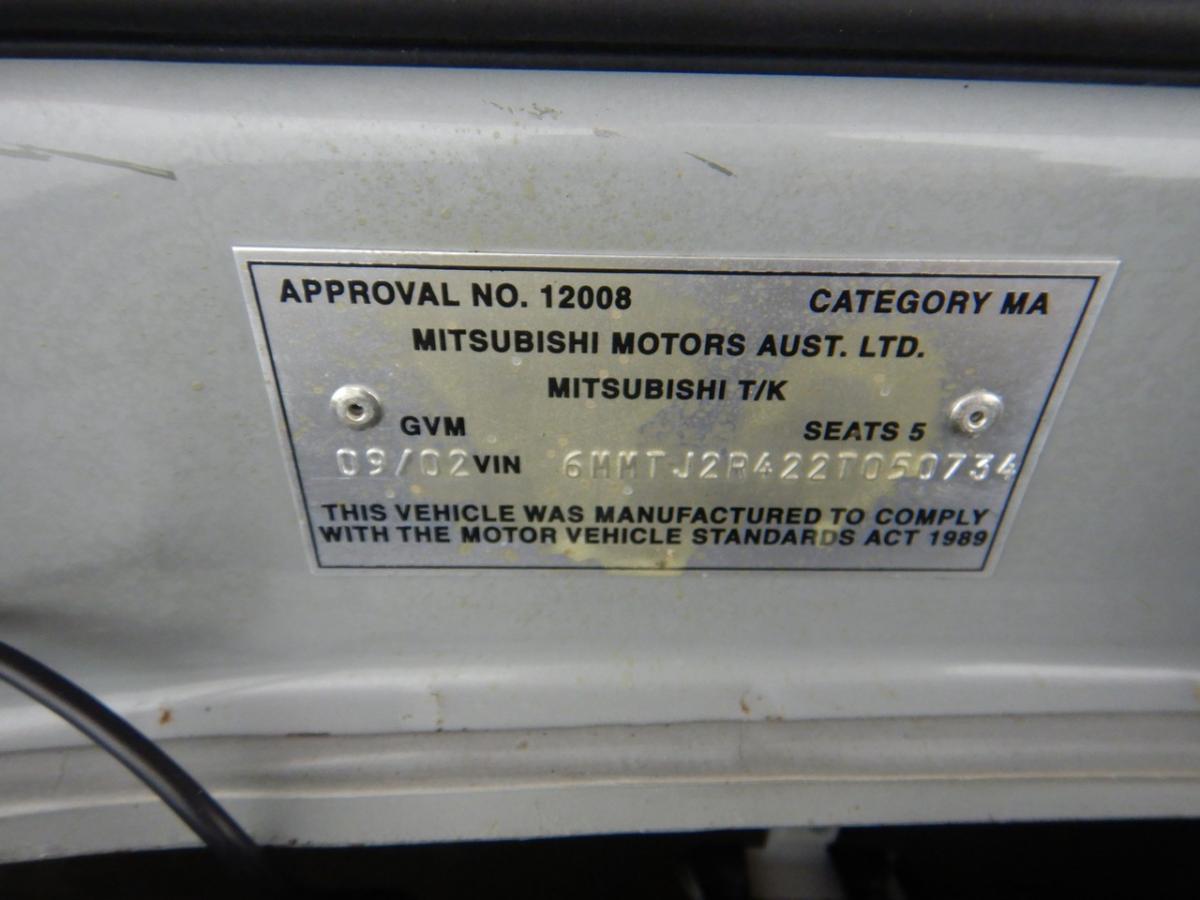 APPROVAL NO. 12008 CATEGORY MA
MITSUBISHI MOTORS AUST. LTD.
MITSUBISHI T/K
GVM SEATS 5
09/02 VIN 6MMTJ2R422T050734
THIS VEHICLE WAS MANUFACTURED TO COMPLY
WITH THE MOTOR VEHICLE STANDARDS ACT 1989